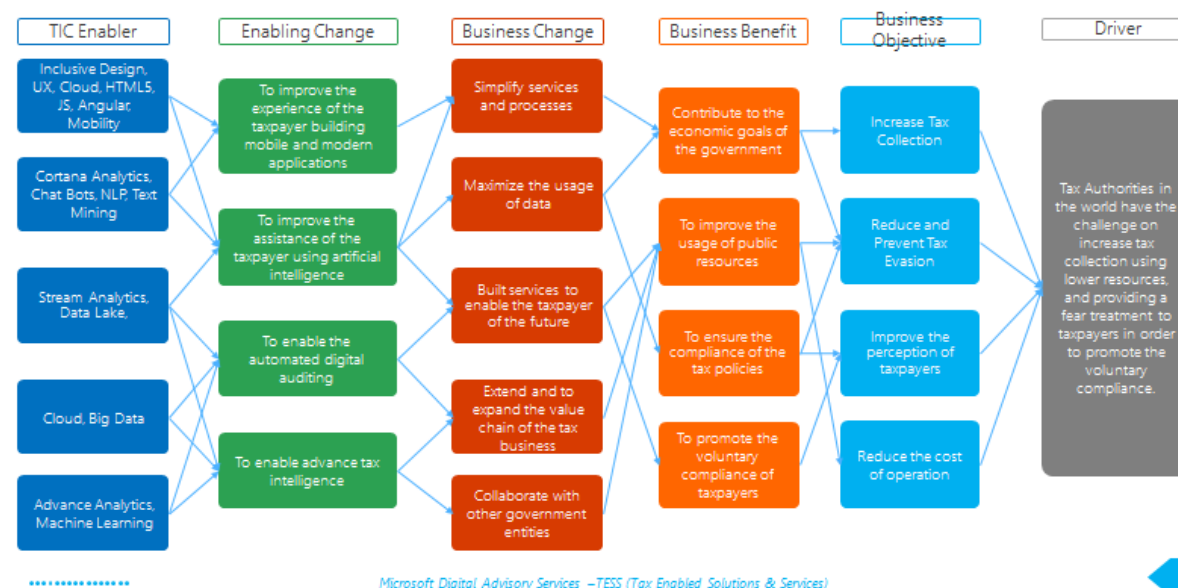 TIC Enabler
Enabling Change
Business Change
Business Benefit
Business
Objective
Driver
Inclusive Design,
UX, Cloud, HTML5,
JS, Angular,
Mobility
Cortana Analytics,
Chat Bots, NLP, Text
Mining
Stream Analytics,
Data Lake,
Cloud, Big Data
Advance Analytics,
Machine Learning
To improve the
experience of the
taxpayer building
mobile and modern
applications
To improve the
assistance of the
taxpayer using artificial
intelligence
To enable the
automated digital
auditing
To enable advance tax
intelligence
Simplify services
and processes
Maximize the usage
of data
Built services to
enable the taxpayer
of the future
Extend and to
expand the value
chain of the tax
business
Collaborate with
other government
entities
Contribute to the
economic goals of
the government
To improve the
usage of public
resources
To ensure the
compliance of the
tax policies
To promote the
voluntary
compliance of
taxpayers
Increase Tax
Collection
Reduce and
Prevent Tax
Evasion
Improve the
perception of
taxpayers
Reduce the cost
of operation
Tax Authorities in
the world have the
challenge on
increase tax
collection using
lower resources,
and providing a
fear treatment to
taxpayers in order
to promote the
voluntary
compliance.
Microsoft Digital Advisory Services –TESS (Tax Enabled Solutions & Services)